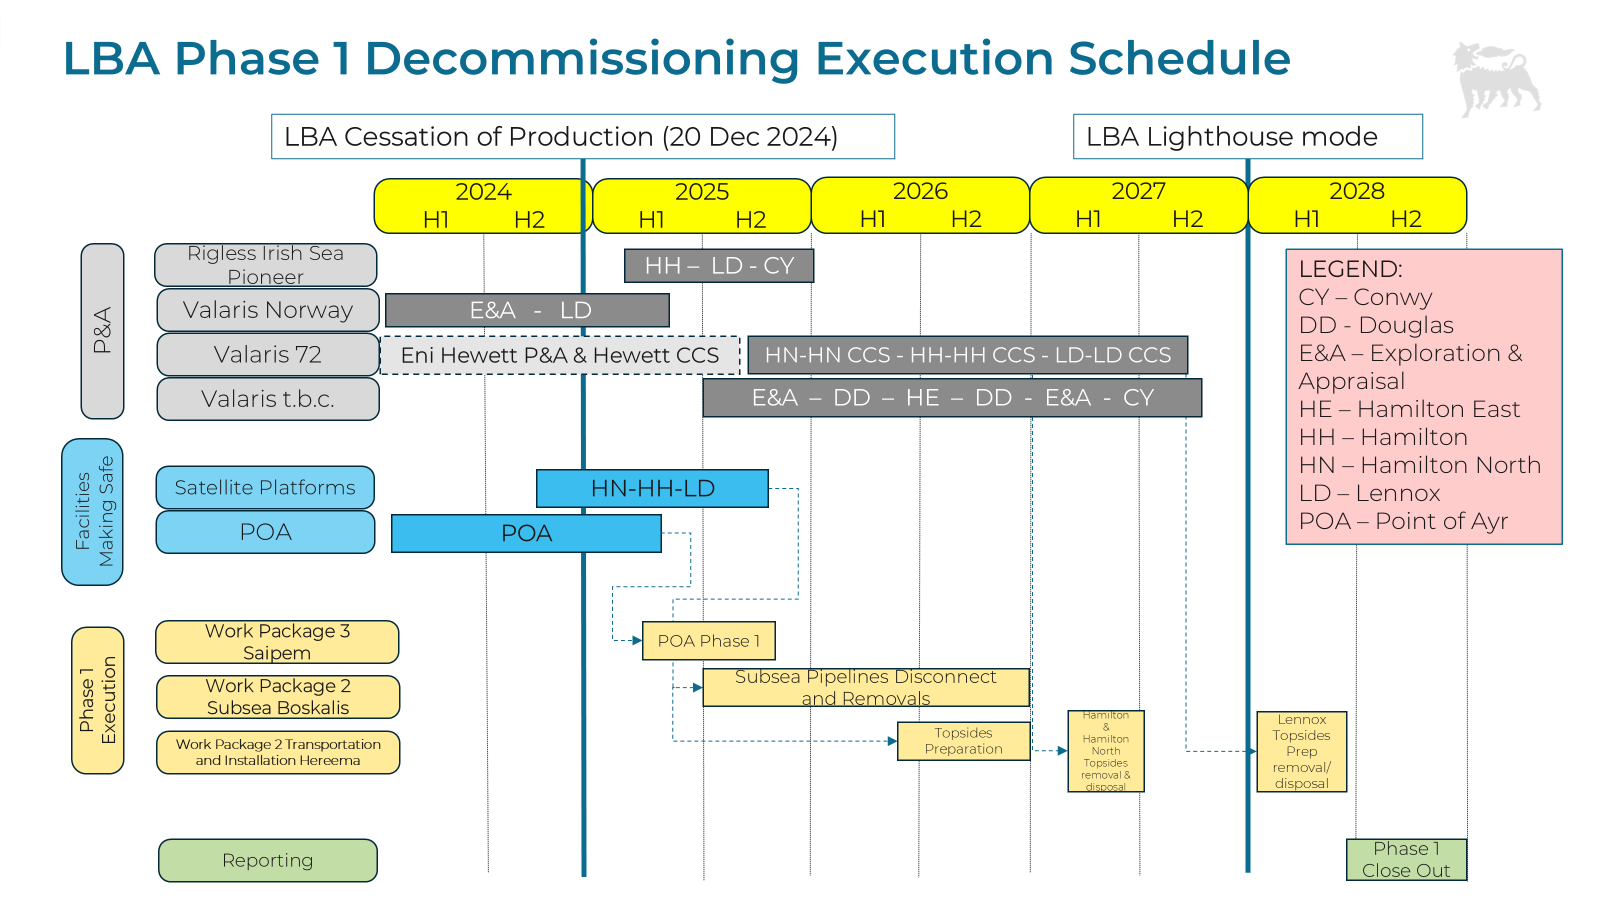 LBA Phase 1 Decommissioning Execution Schedule
LBA Cessation of Production (20 Dec 2024)
LBA Lighthouse mode
2024
H1 H2
2025
H1 H2
2026
H1 H2
2027
H1 H2
2028
H1 H2
P&A
Rigless Irish Sea
Pioneer
HH – LD - CY
Valaris Norway
E&A - LD
Valaris 72
Eni Hewett P&A & Hewett CCS
HN-HN CCS - HH-HH CCS - LD-LD CCS
Valaris t.b.c.
E&A – DD – HE – DD - E&A - CY
LEGEND:
CY – Conwy
DD - Douglas
E&A – Exploration &
Appraisal
HE – Hamilton East
HH – Hamilton
HN – Hamilton North
LD – Lennox
POA – Point of Ayr
Facilities
Making Safe
Satellite Platforms
HN-HH-LD
POA
POA
Phase 1
Execution
Work Package 3
Saipem
POA Phase 1
Work Package 2
Subsea Boskalis
Subsea Pipelines Disconnect
and Removals
Work Package 2 Transportation
and Installation Hereema
Topsides
Preparation
Hamilton
&
Hamilton
North
Topsides
removal &
disposal
Lennox
Topsides
Prep
removal/
disposal
Reporting
Phase 1
Close Out